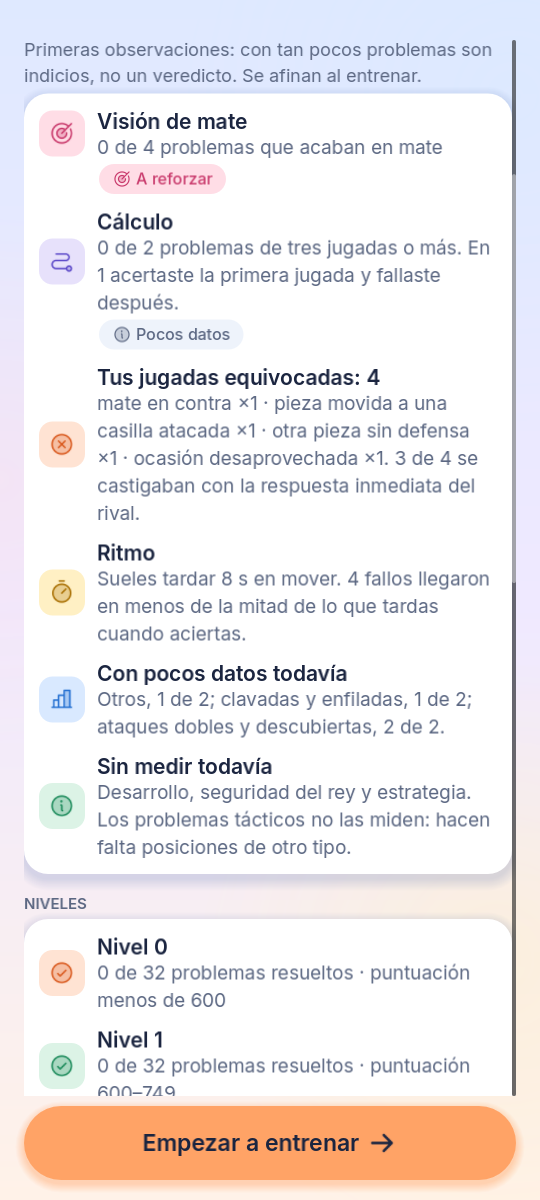 Primeras observaciones: con tan pocos problemas son
indicios, no un veredicto. Se afinan al entrenar.
Visión de mate
0 de 4 problemas que acaban en mate
A reforzar
Cálculo
0 de 2 problemas de tres jugadas o más. En
1 acertaste la primera jugada y fallaste
después.
Pocos datos
Tus jugadas equivocadas: 4
mate en contra ×1 · pieza movida a una
casilla atacada ×1 · otra pieza sin defensa
×1 · ocasión desaprovechada ×1. 3 de 4 se
castigaban con la respuesta inmediata del
rival.
Ritmo
Sueles tardar 8 s en mover. 4 fallos llegaron
en menos de la mitad de lo que tardas
cuando aciertas.
Con pocos datos todavía
Otros, 1 de 2; clavadas y enfiladas, 1 de 2;
ataques dobles y descubiertas, 2 de 2.
Sin medir todavía
Desarrollo, seguridad del rey y estrategia.
Los problemas tácticos no las miden: hacen
falta posiciones de otro tipo.
NIVELES
Nivel 0
0 de 32 problemas resueltos · puntuación
menos de 600
Nivel 1
0 de 32 problemas resueltos · puntuación
600–749
Empezar a entrenar →